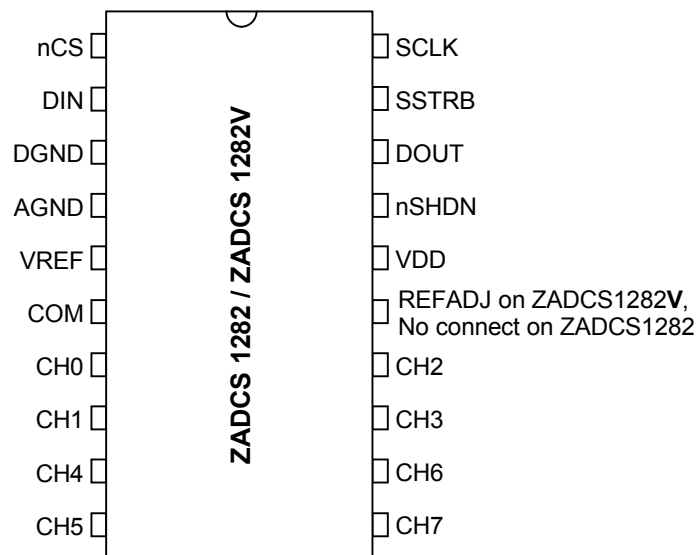 nCS
DIN
DGND
AGND
VREF
COM
CH0
CH1
CH4
CH5
ZADCS 1282 / ZADCS 1282V
SCLK
SSTRB
DOUT
nSHDN
VDD
REFADJ on ZADCS1282V,
No connect on ZADCS1282
CH2
CH3
CH6
CH7